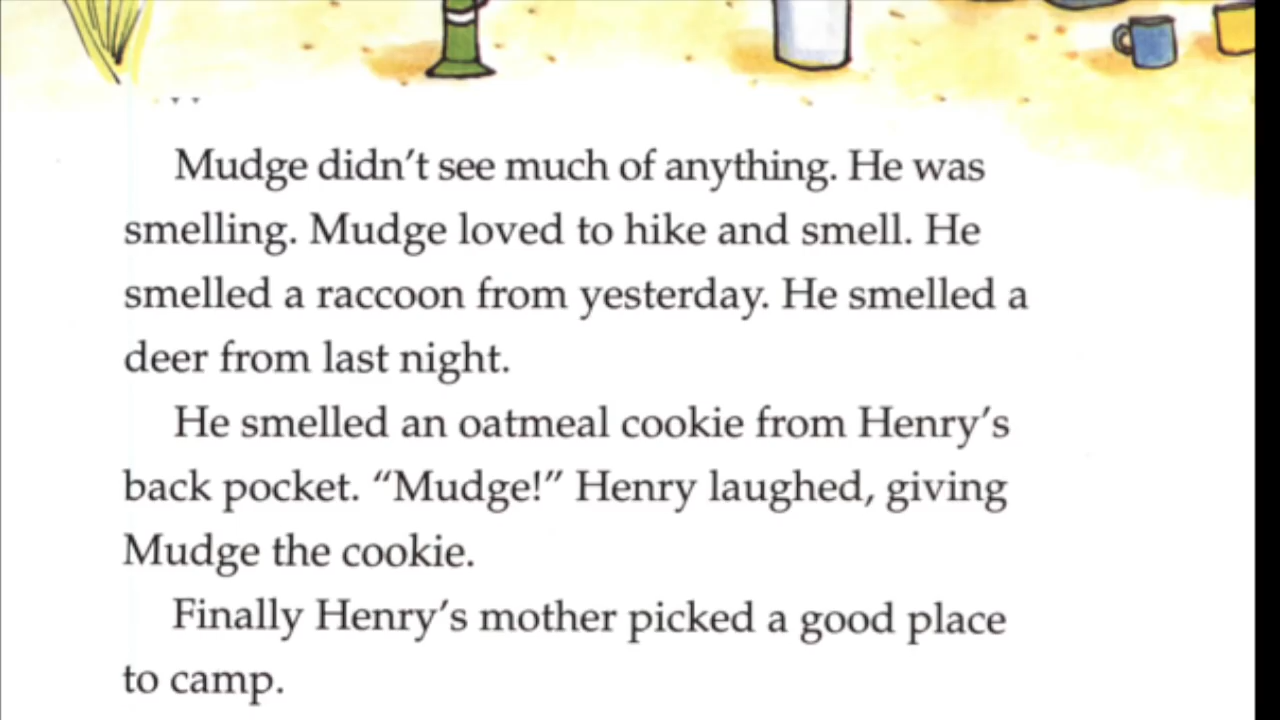 Mudge didn’t see much of anything. He was
smelling. Mudge loved to hike and smell. He
smelled a raccoon from yesterday. He smelled a
deer from last night.
He smelled an oatmeal cookie from Henry’s
back pocket. “Mudge!” Henry laughed, giving
Mudge the cookie.
Finally Henry’s mother picked a good place
to camp.